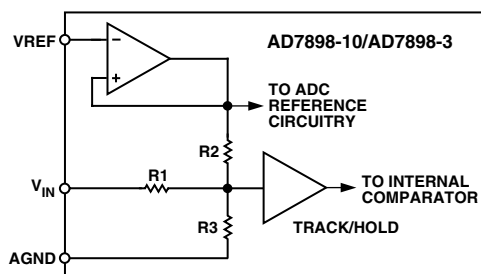 AD7898-10/AD7898-3
VREF
−
+
TO ADC
REFERENCE
CIRCUITRY
R2
VIN
R1
TO INTERNAL
COMPARATOR
R3
TRACK/HOLD
AGND